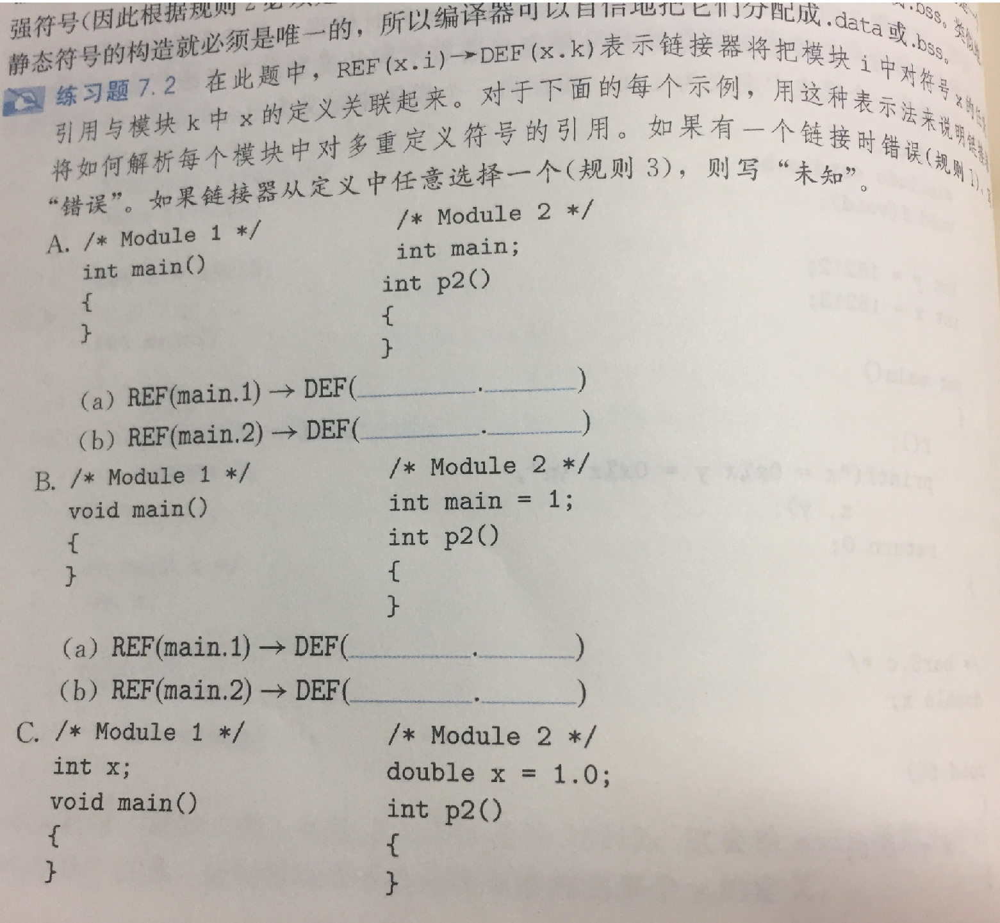 强符号(因此根据规则2必须是
静态符号的构造就必须是唯一的，所以编译器可以自信地把它们分配成.data或.bss。
练习题7.2 在此题中，REF(x.i)→DEF(x.k)表示链接器将把模块i中对符号x的任
引用与模块k中x的定义关联起来。对于下面的每个示例，用这种表示法来说明链接
将如何解析每个模块中对多重定义符号的引用。如果有一个链接时错误(规则1)，
“错误”。如果链接器从定义中任意选择一个(规则3)，则写“未知”。
A. /* Module 1 */ /* Module 2 */
int main() int main;
{ int p2()
} {
}
(a) REF(main.1) → DEF(______.______)
(b) REF(main.2) → DEF(______.______)
B. /* Module 1 */ /* Module 2 */
void main() int main = 1;
{ int p2()
} {
}
(a) REF(main.1) → DEF(______.______)
(b) REF(main.2) → DEF(______.______)
C. /* Module 1 */ /* Module 2 */
int x; double x = 1.0;
void main() int p2()
{ {
} }